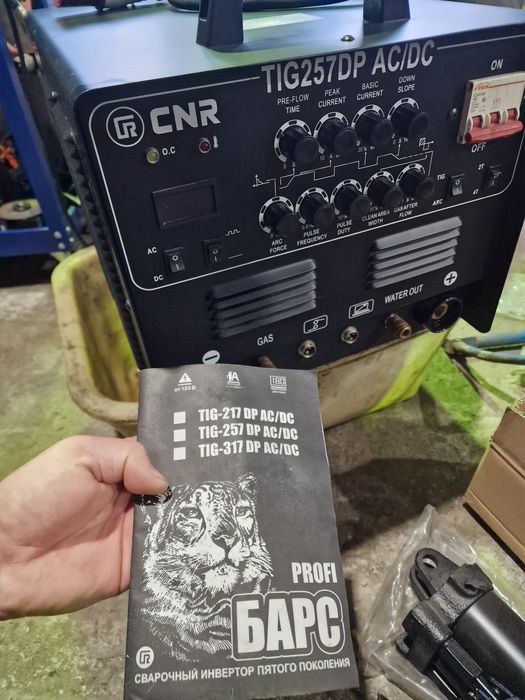 TIG257DP AC/DC
CNR
O.C
PRE-FLOW
TIME
PEAK
CURRENT
BASIC
CURRENT
DOWN
SLOPE
ON
OFF
AC
DC
ARC
FORCE
PULSE
FREQUENCY
PULSE
DUTY
CLEAN AREA
WIDTH
GAS AFTER
FLOW
TIG
ARC
2T
4T
GAS
WATER OUT
от 165 В
TIG-217 DP AC/DC
TIG-257 DP AC/DC
TIG-317 DP AC/DC
PROFI
БАРС
СВАРОЧНЫЙ ИНВЕРТОР ПЯТОГО ПОКОЛЕНИЯ